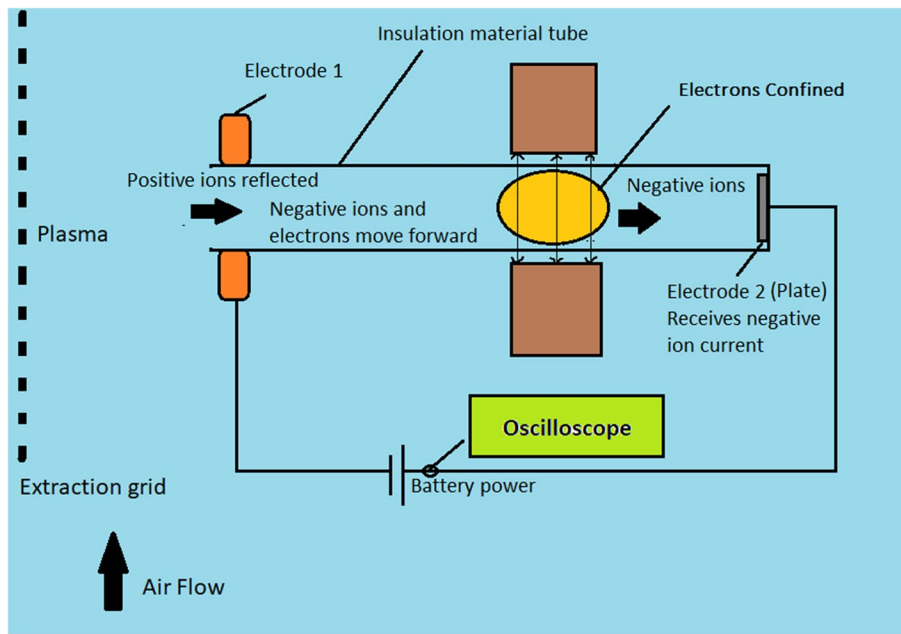 Insulation material tube
Electrode 1
Electrons Confined
Positive ions reflected
Negative ions
Negative ions and
electrons move forward
Plasma
Electrode 2 (Plate)
Receives negative
ion current
Oscilloscope
Battery power
Extraction grid
Air Flow